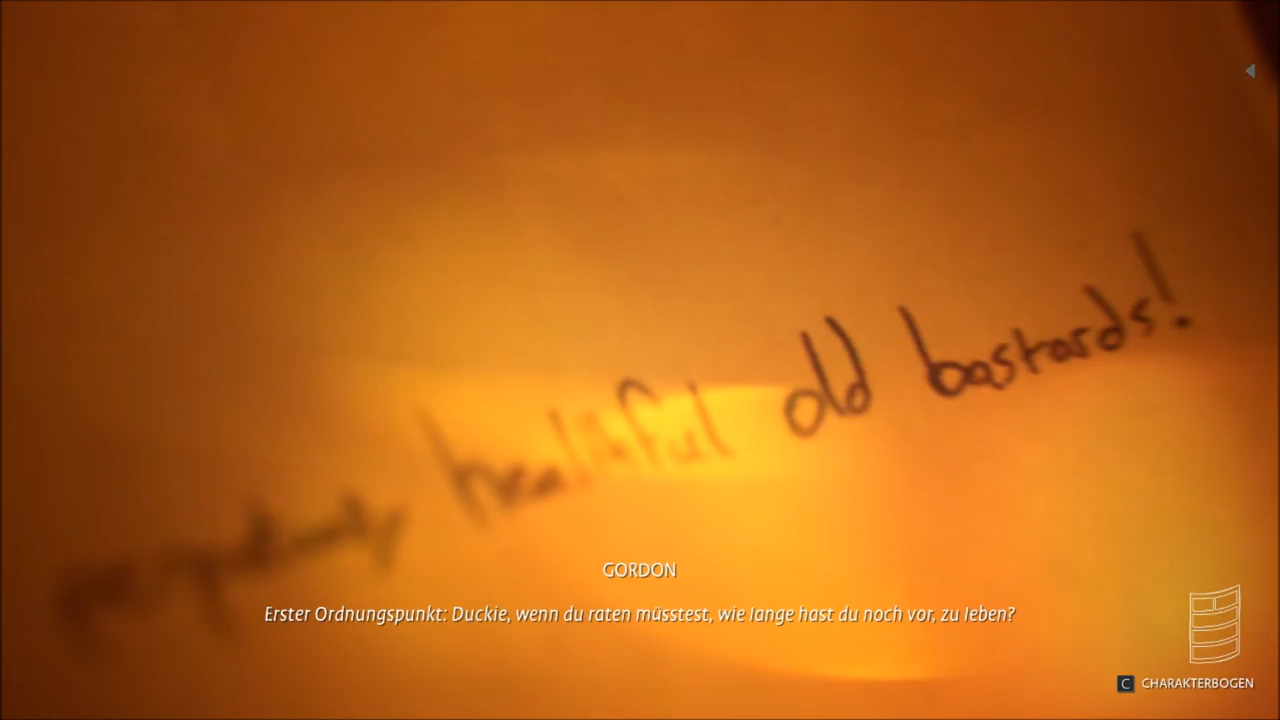 healthful old bastards!
GORDON
Erster Ordnungspunkt: Duckie, wenn du raten müsstest, wie lange hast du noch vor, zu leben?
C CHARAKTERBOGEN